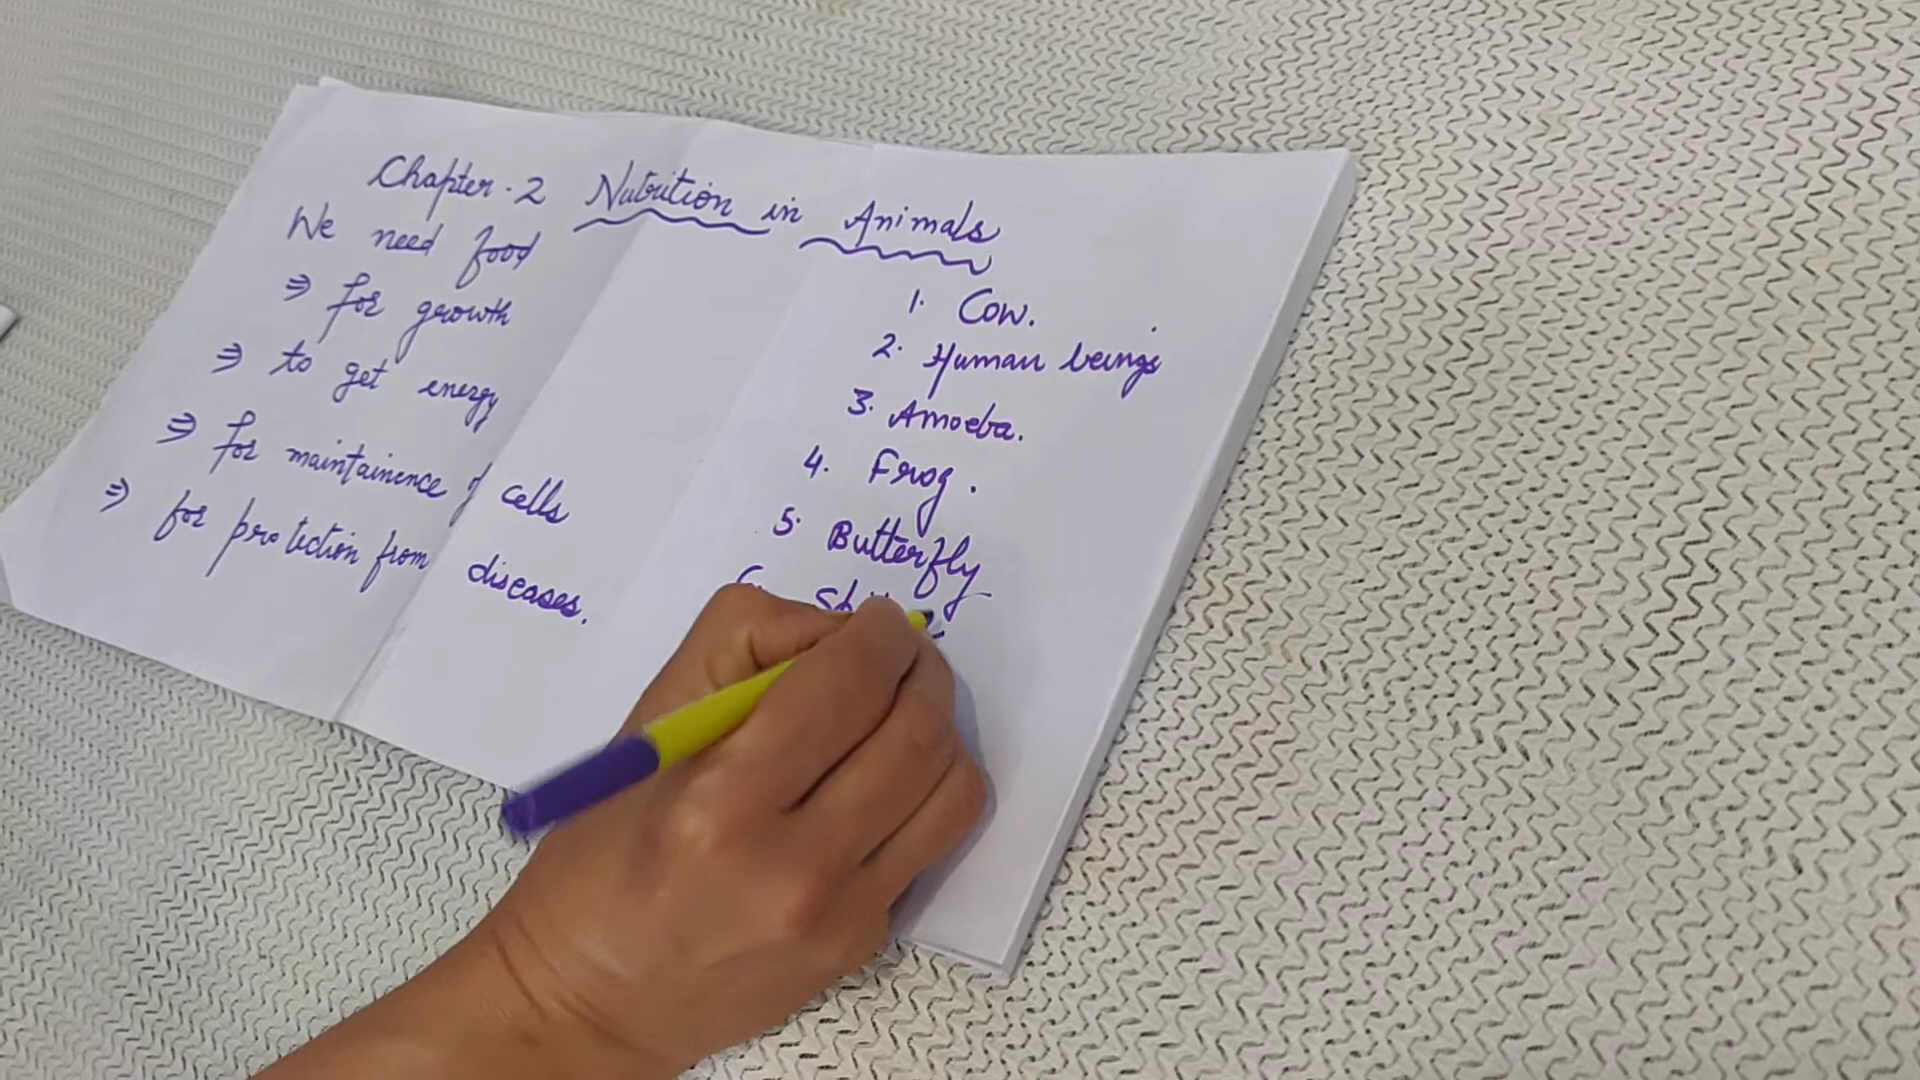 Chapter-2 Nutrition in Animals
We need food
⇒ for growth
⇒ to get energy
⇒ for maintainence of cells
⇒ for protection from diseases.
1. Cow.
2. Human beings
3. Amoeba.
4. Frog.
5. Butterfly